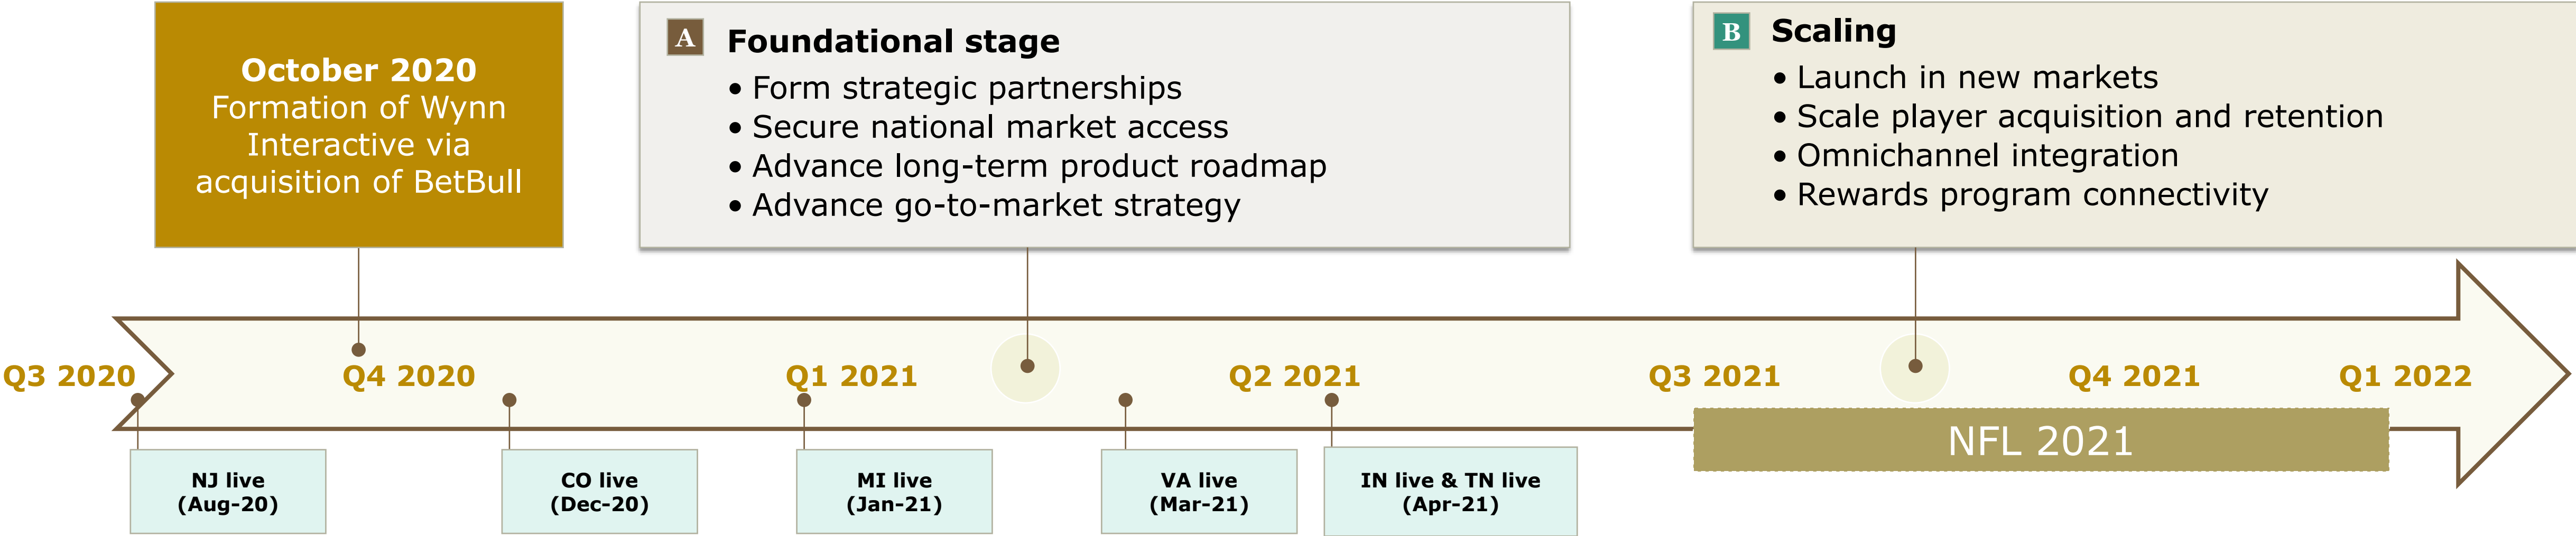 October 2020
Formation of Wynn
Interactive via
acquisition of BetBull
A
Foundational stage
• Form strategic partnerships
• Secure national market access
• Advance long-term product roadmap
• Advance go-to-market strategy
B
Scaling
• Launch in new markets
• Scale player acquisition and retention
• Omnichannel integration
• Rewards program connectivity
Q3 2020
Q4 2020
Q1 2021
Q2 2021
Q3 2021
Q4 2021
Q1 2022
NFL 2021
NJ live
(Aug-20)
CO live
(Dec-20)
MI live
(Jan-21)
VA live
(Mar-21)
IN live & TN live
(Apr-21)